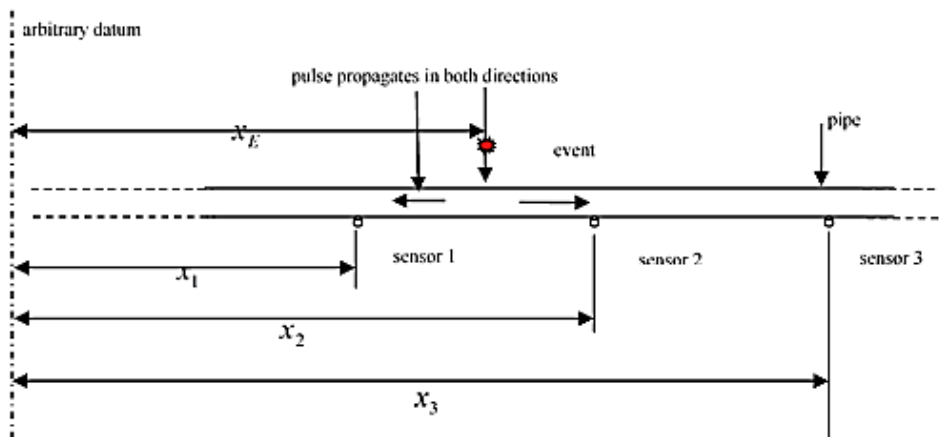 arbitrary datum
pulse propagates in both directions
x_E
event
pipe
sensor 1
sensor 2
sensor 3
x_1
x_2
x_3